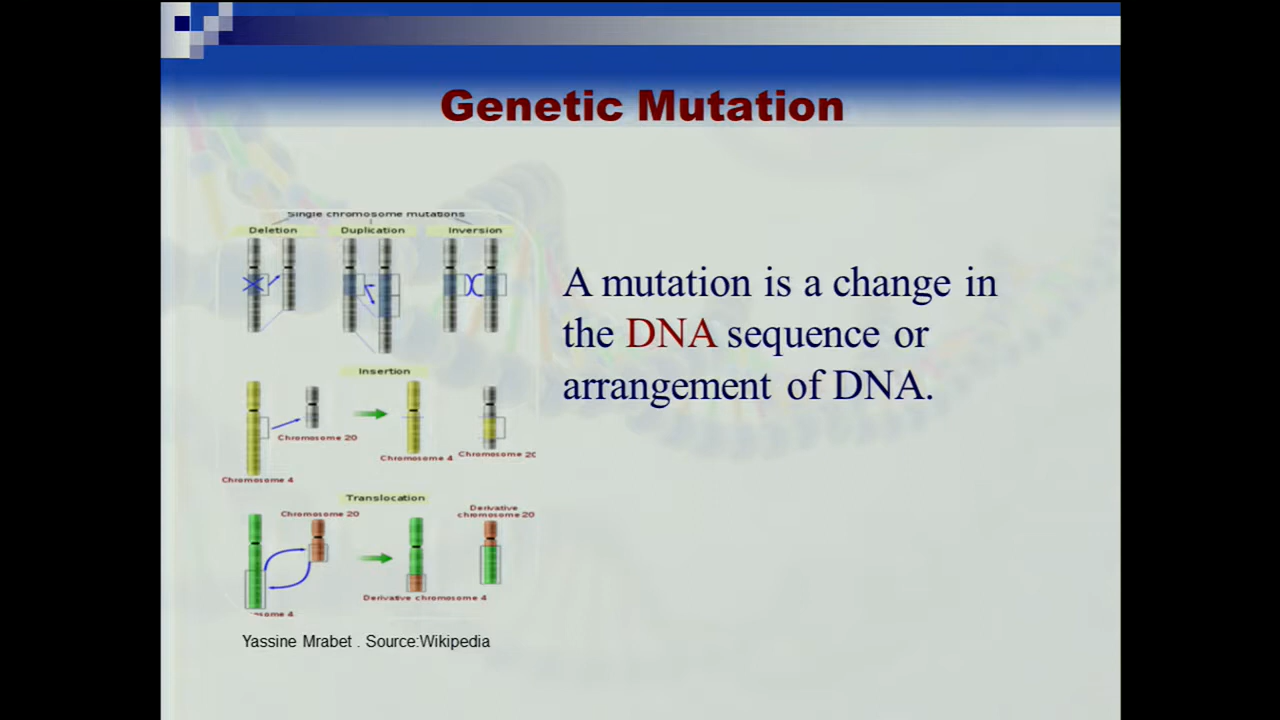 Genetic Mutation
Single chromosome mutations
Deletion Duplication Inversion
Insertion
Chromosome 20
Chromosome 4 Chromosome 20
Chromosome 4
Translocation
Chromosome 20
Derivative
chromosome 20
Derivative chromosome 4
osome 4
Yassine Mrabet . Source:Wikipedia
A mutation is a change in
the DNA sequence or
arrangement of DNA.